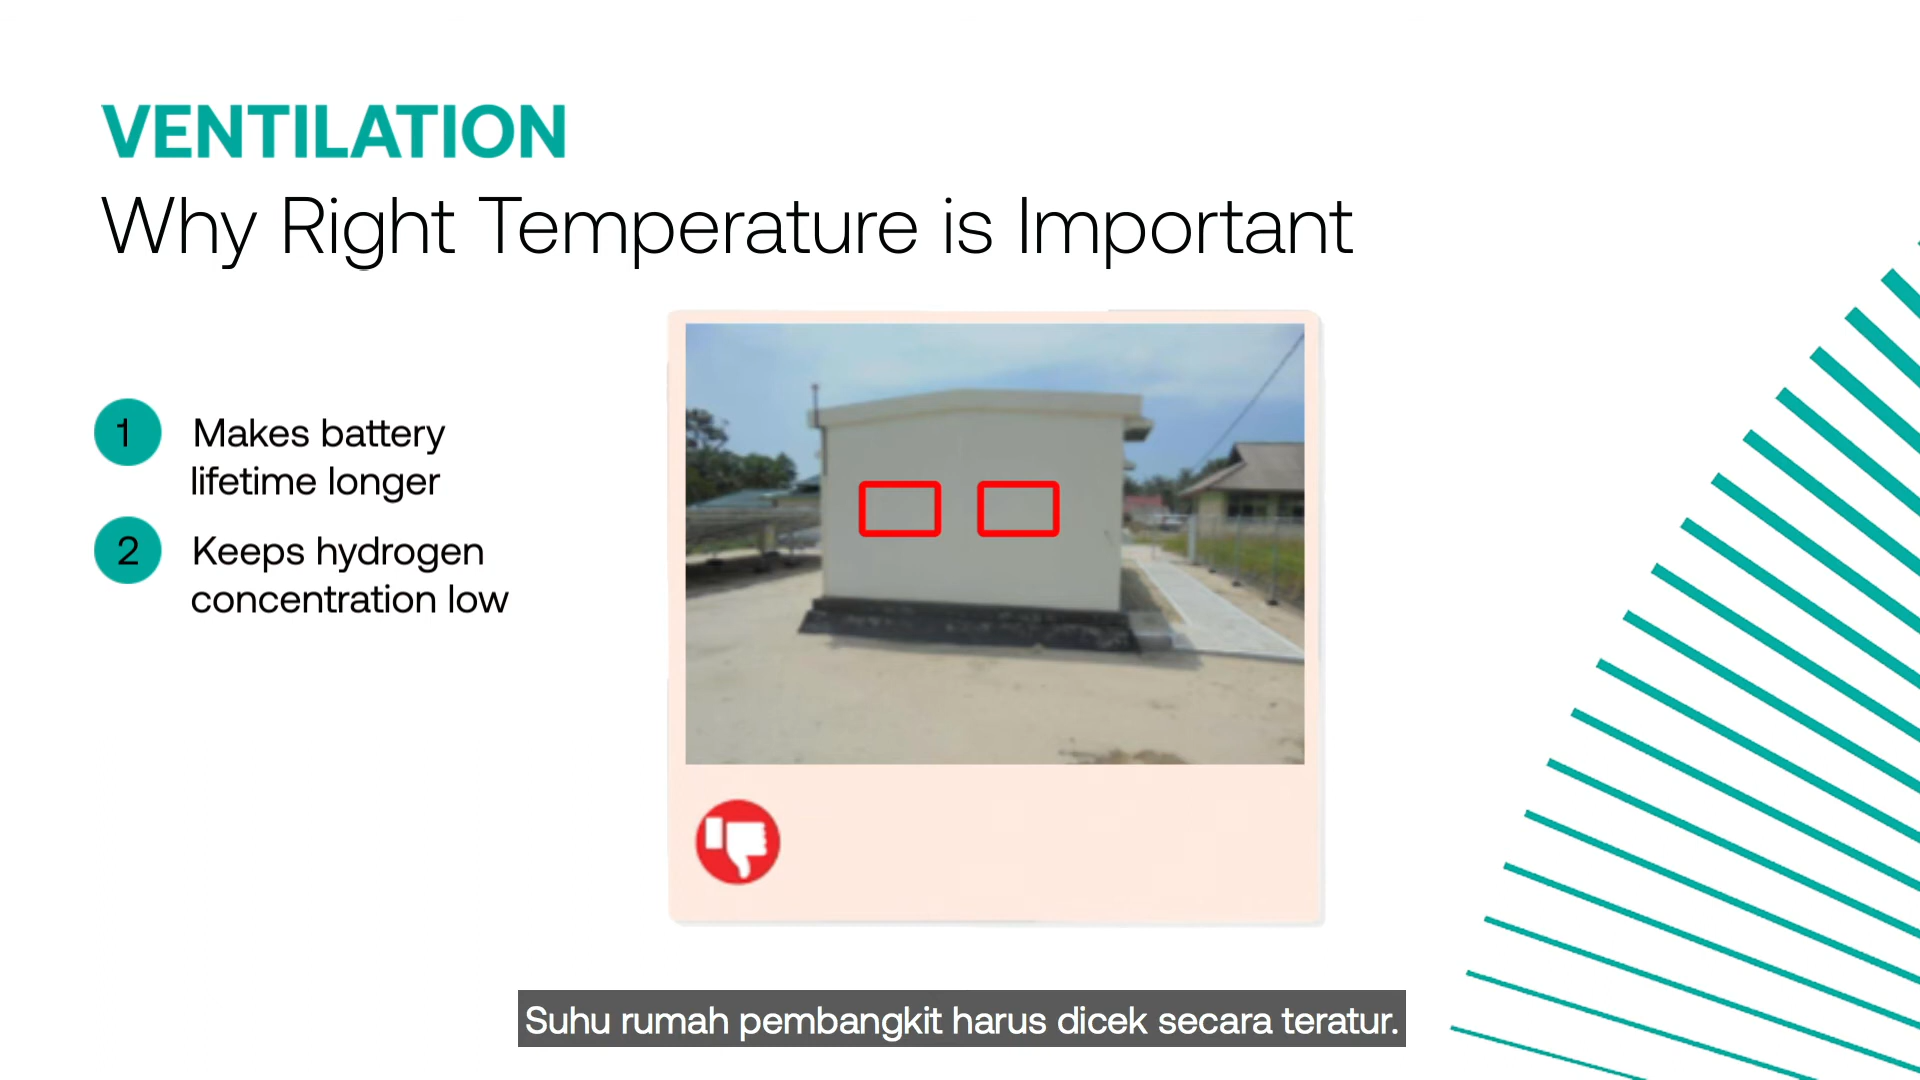 VENTILATION
Why Right Temperature is Important
1 Makes battery
lifetime longer
2 Keeps hydrogen
concentration low
Suhu rumah pembangkit harus dicek secara teratur.